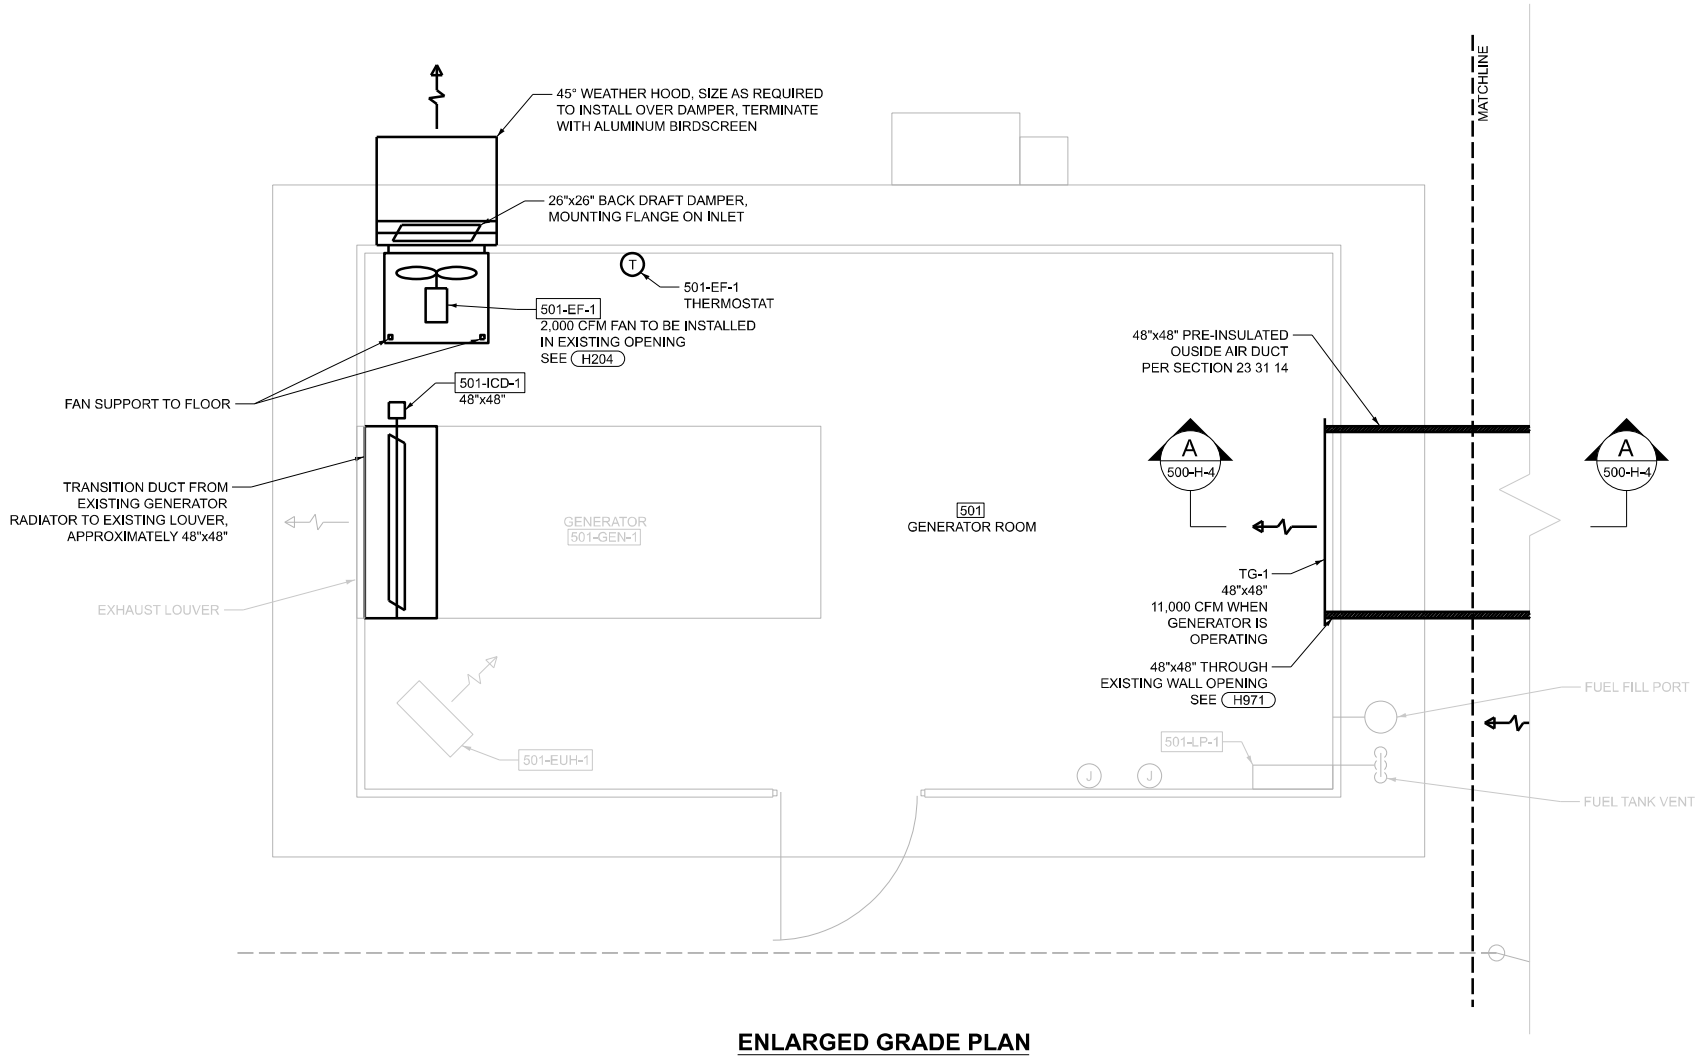 MATCHLINE
45° WEATHER HOOD, SIZE AS REQUIRED
TO INSTALL OVER DAMPER, TERMINATE
WITH ALUMINUM BIRDSCREEN
26"x26" BACK DRAFT DAMPER,
MOUNTING FLANGE ON INLET
T
501-EF-1
THERMOSTAT
501-EF-1
2,000 CFM FAN TO BE INSTALLED
IN EXISTING OPENING
SEE H204
FAN SUPPORT TO FLOOR
501-ICD-1
48"x48"
TRANSITION DUCT FROM
EXISTING GENERATOR
RADIATOR TO EXISTING LOUVER,
APPROXIMATELY 48"x48"
EXHAUST LOUVER
GENERATOR
501-GEN-1
501
GENERATOR ROOM
48"x48" PRE-INSULATED
OUSIDE AIR DUCT
PER SECTION 23 31 14
A
500-H-4
A
500-H-4
TG-1
48"x48"
11,000 CFM WHEN
GENERATOR IS
OPERATING
48"x48" THROUGH
EXISTING WALL OPENING
SEE H971
FUEL FILL PORT
501-LP-1
501-EUH-1
J
J
FUEL TANK VENT
ENLARGED GRADE PLAN